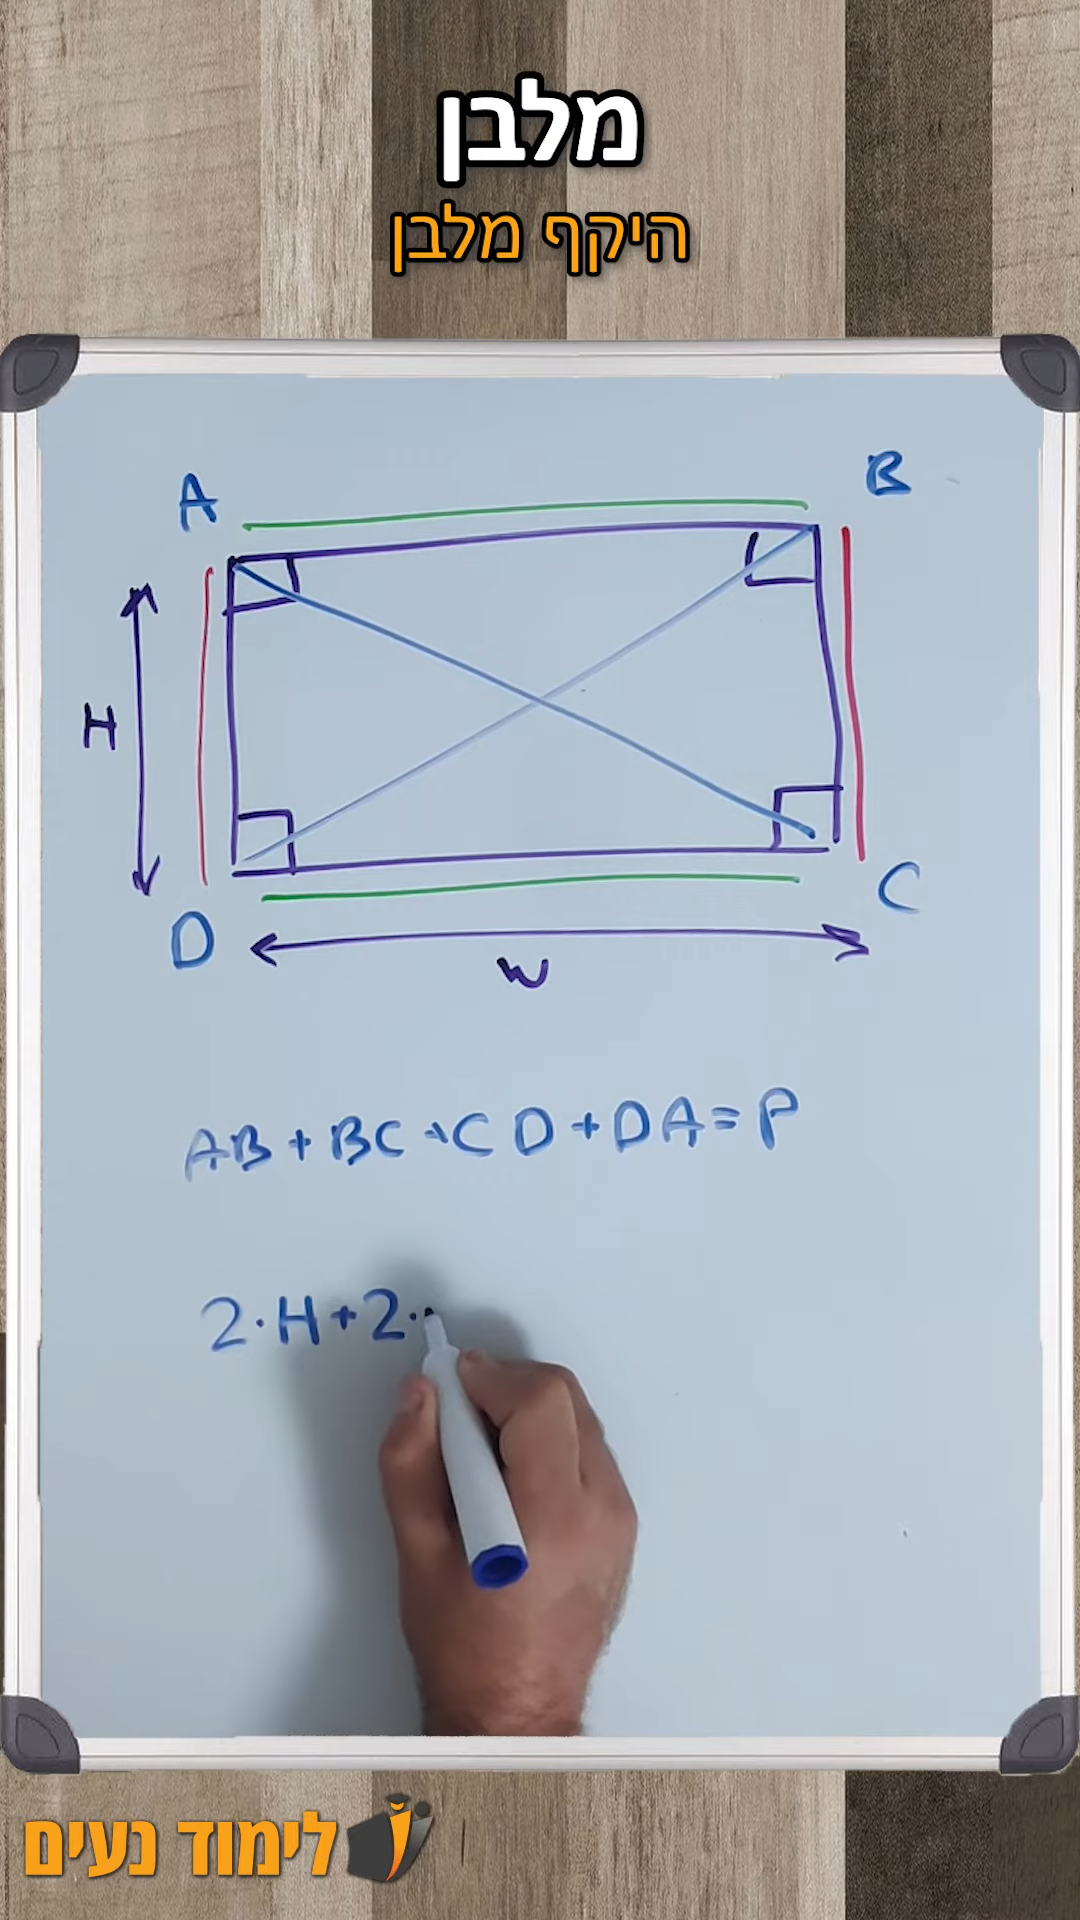 מלבן
היקף מלבן
A B
H
D C
W
AB + BC + CD + DA = P
2·H+2·
לימוד נעים